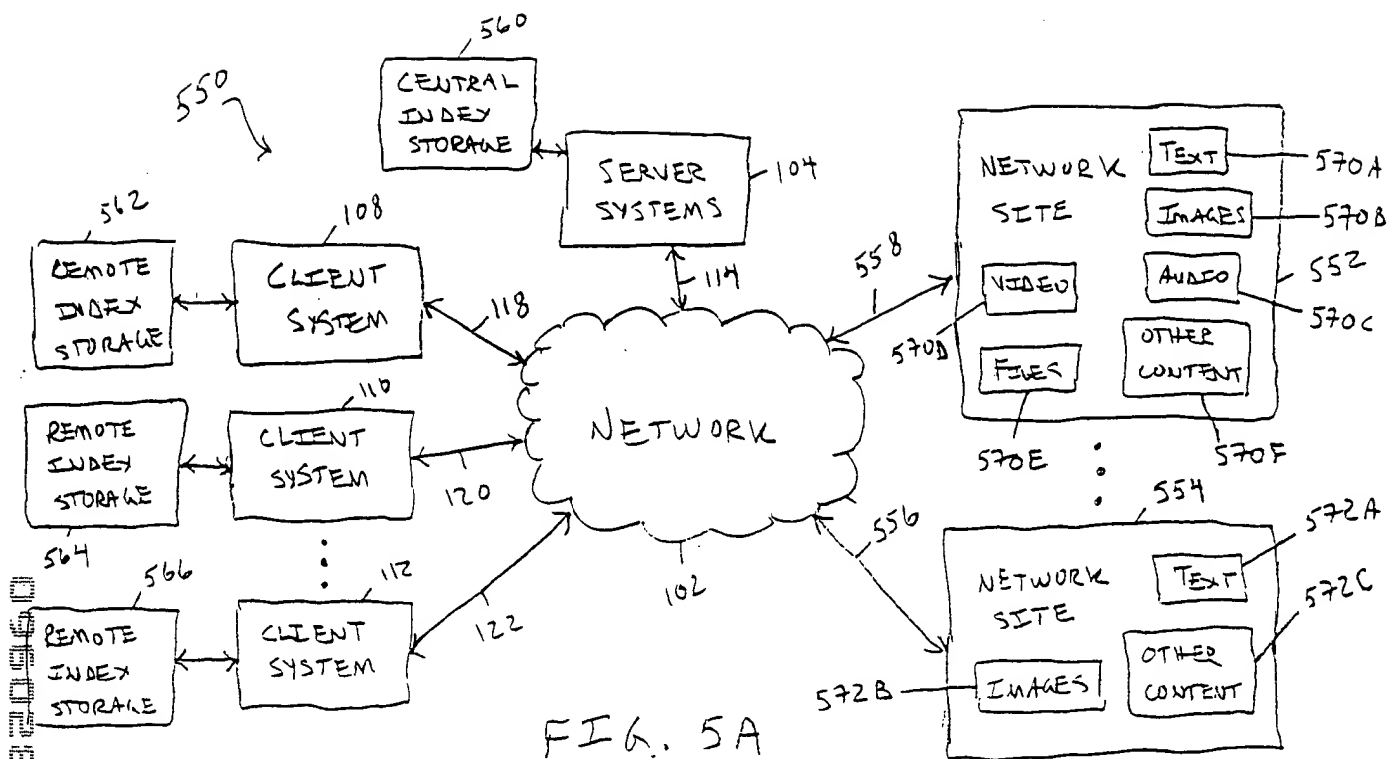 550
560
CENTRAL
INDEX
STORAGE
SERVER
SYSTEMS
104
114
562
REMOTE
INDEX
STORAGE
108
CLIENT
SYSTEM
118
REMOTE
INDEX
STORAGE
564
110
CLIENT
SYSTEM
120
566
REMOTE
INDEX
STORAGE
112
CLIENT
SYSTEM
122
NETWORK
102
558
556
NETWORK
SITE
TEXT
570A
IMAGES
570B
552
VIDEO
570D
AUDIO
570C
FILES
570E
OTHER
CONTENT
570F
554
NETWORK
SITE
TEXT
572A
IMAGES
572B
OTHER
CONTENT
572C
FIG. 5A